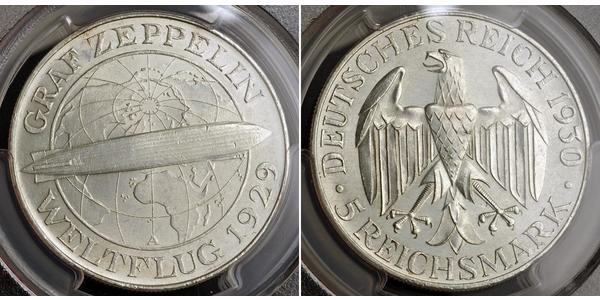 GRAF ZEPPELIN
WELTFLUG 1929
A
DEUTSCHES REICH 1930
5 REICHSMARK